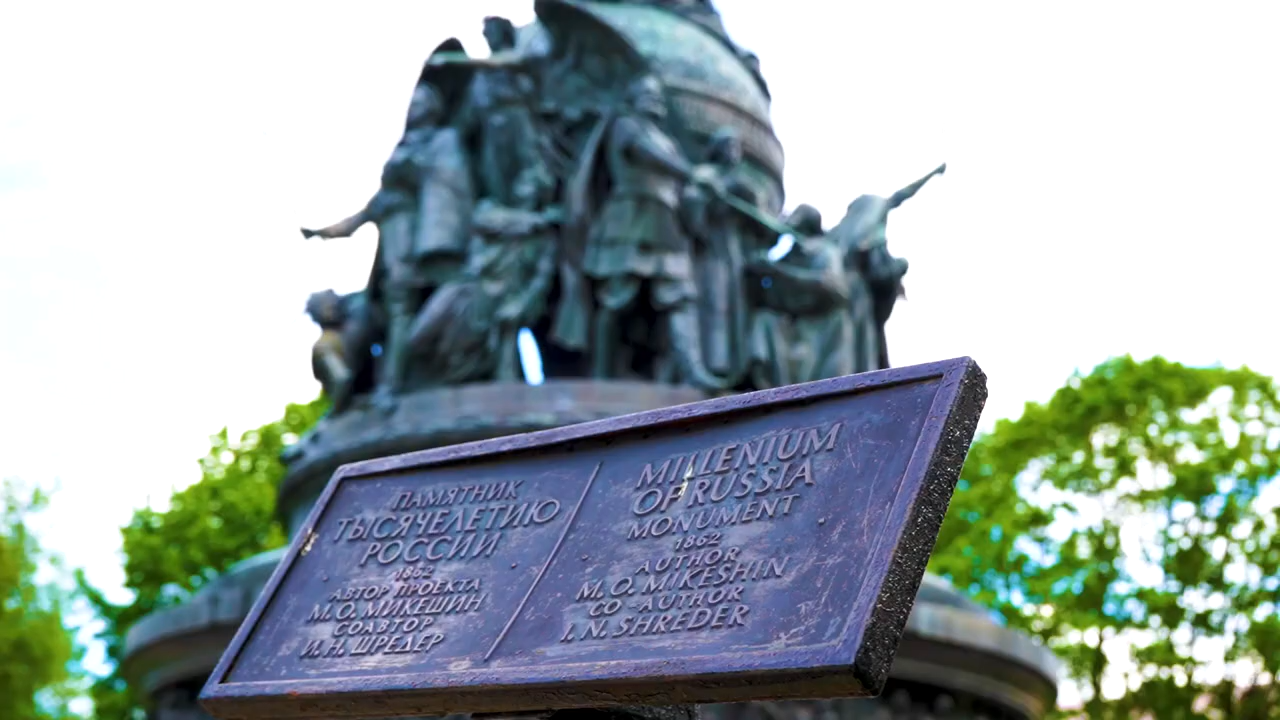 ПАМЯТНИК
ТЫСЯЧЕЛЕТИЮ
РОССИИ
1862
АВТОР ПРОЕКТА
М.О. МИКЕШИН
СОАВТОР
И.Н. ШРЕДЕР
MILLENIUM
OF RUSSIA
MONUMENT
1862
AUTHOR
M.O. MIKESHIN
CO-AUTHOR
I.N. SHREDER